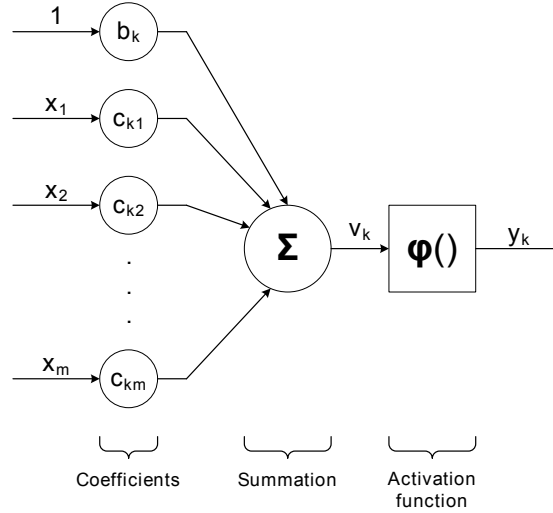 1
b_k
x_1
c_k1
x_2
c_k2
Σ
v_k
φ()
y_k
.
.
.
x_m
c_km
Coefficients
Summation
Activation
function